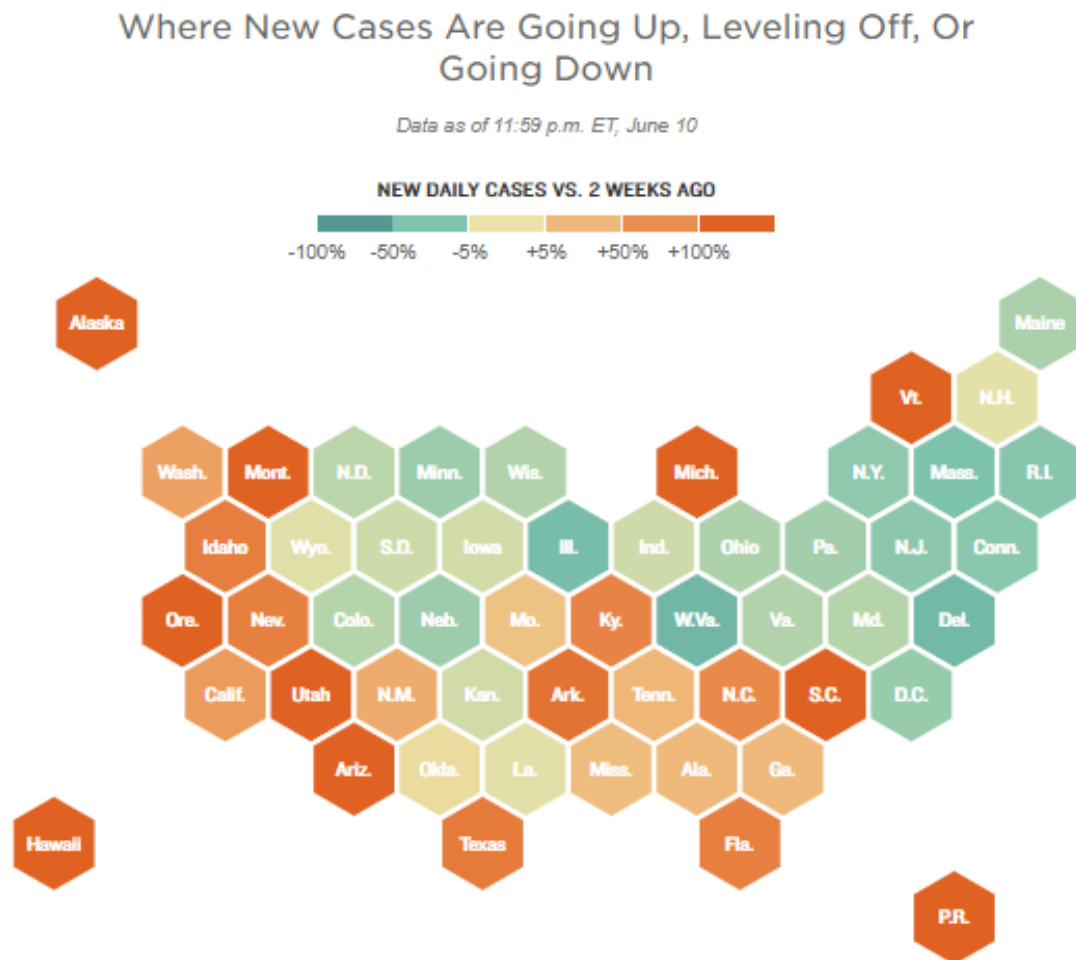 Where New Cases Are Going Up, Leveling Off, Or
Going Down
Data as of 11:59 p.m. ET, June 10
NEW DAILY CASES VS. 2 WEEKS AGO
-100% -50% -5% +5% +50% +100%
Alaska Maine
Vt. N.H.
Wash. Mont. N.D. Minn. Wis. Mich. N.Y. Mass. R.I.
Idaho Wyo. S.D. Iowa Ill. Ind. Ohio Pa. N.J. Conn.
Ore. Nev. Colo. Neb. Mo. Ky. W.Va. Va. Md. Del.
Calif. Utah N.M. Kan. Ark. Tenn. N.C. S.C. D.C.
Ariz. Okla. La. Miss. Ala. Ga.
Hawaii Texas Fla.
P.R.